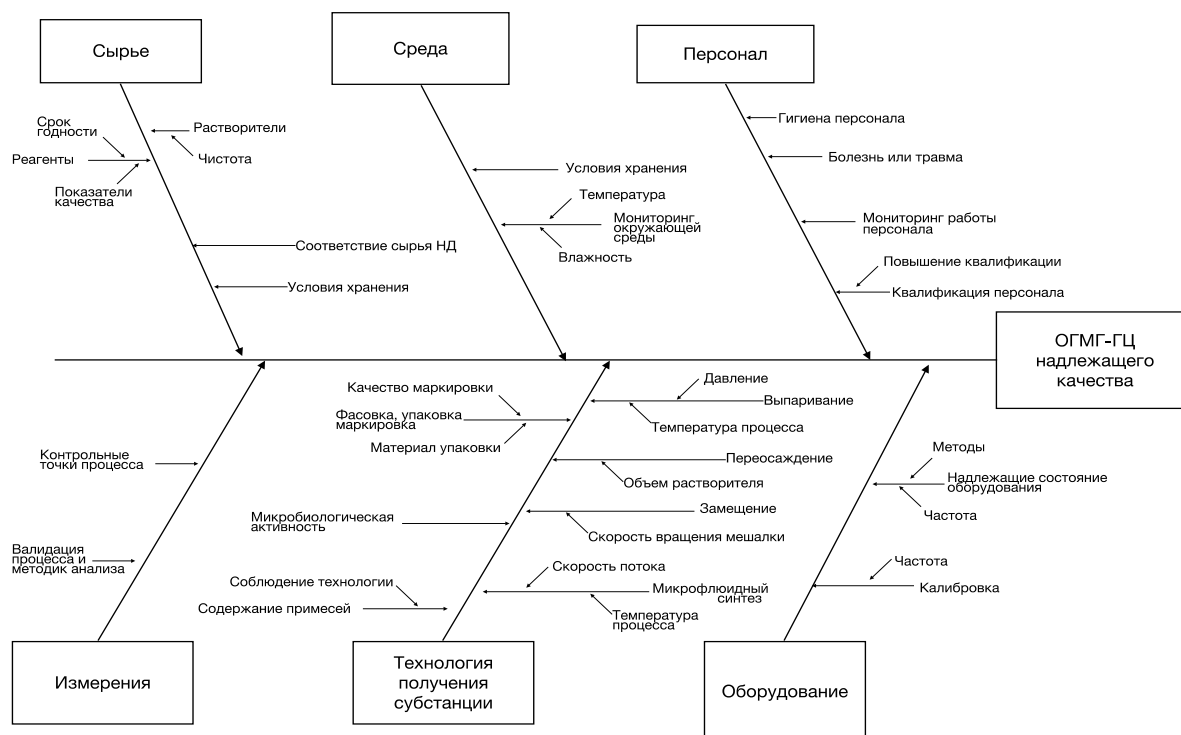 Сырье
Среда
Персонал
Срок
годности
Растворители
Реагенты
Чистота
Показатели
качества
Соответствие сырья НД
Условия хранения
Условия хранения
Температура
Мониторинг
окружающей
среды
Влажность
Гигиена персонала
Болезнь или травма
Мониторинг работы
персонала
Повышение квалификации
Квалификация персонала
ОГМГ-ГЦ
надлежащего
качества
Контрольные
точки процесса
Валидация
процесса и
методик анализа
Качество маркировки
Фасовка, упаковка
маркировка
Материал упаковки
Микробиологическая
активность
Соблюдение технологии
Содержание примесей
Давление
Выпаривание
Температура процесса
Переосаждение
Объем растворителя
Замещение
Скорость вращения мешалки
Скорость потока
Микрофлюидный
синтез
Температура
процесса
Методы
Надлежащие состояние
оборудования
Частота
Частота
Калибровка
Измерения
Технология
получения
субстанции
Оборудование